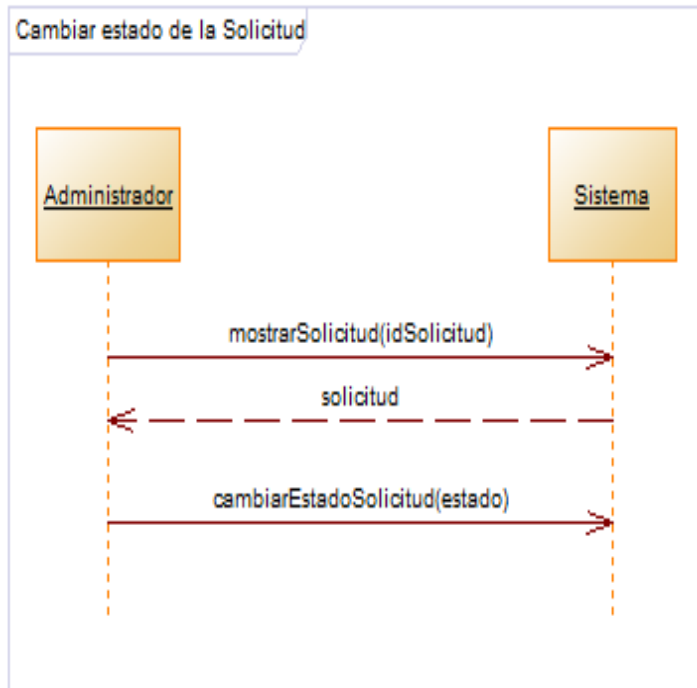 Cambiar estado de la Solicitud
Administrador
Sistema
mostrarSolicitud(idSolicitud)
solicitud
cambiarEstadoSolicitud(estado)